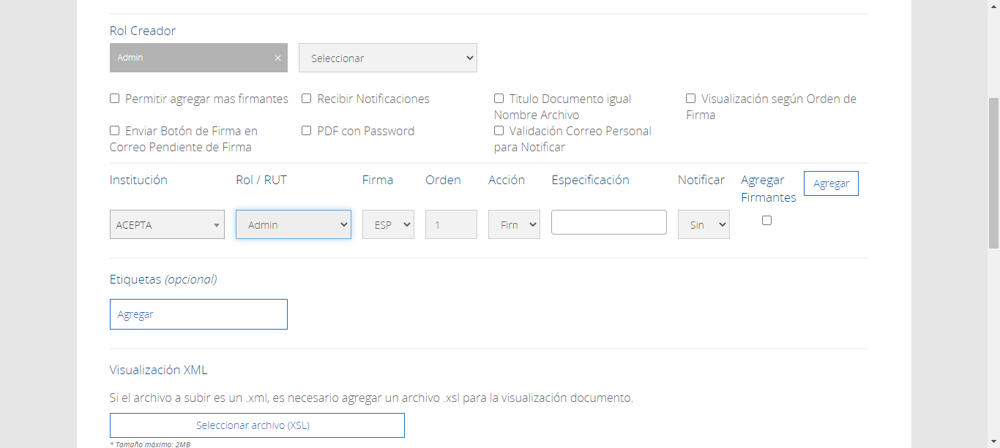 Rol Creador
Admin ×
Seleccionar
Permitir agregar mas firmantes
Recibir Notificaciones
Titulo Documento igual
Nombre Archivo
Visualización según Orden de
Firma
Enviar Botón de Firma en
Correo Pendiente de Firma
PDF con Password
Validación Correo Personal
para Notificar
Institución
Rol / RUT
Firma
Orden
Acción
Especificación
Notificar
Agregar
Firmantes
Agregar
ACEPTA
Admin
ESP
1
Firn
Sin
Etiquetas (opcional)
Agregar
Visualización XML
Si el archivo a subir es un .xml, es necesario agregar un archivo .xsl para la visualización documento.
Seleccionar archivo (XSL)
* Tamaño máximo: 2MB